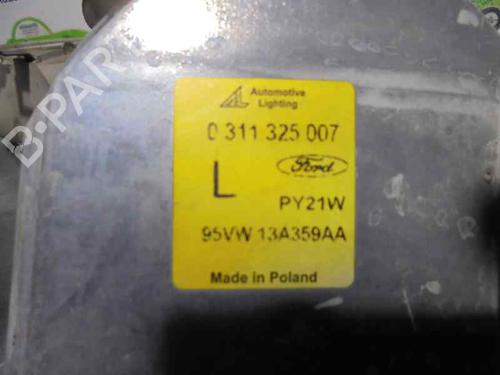 Automotive
Lighting
0 311 325 007
L
Ford
PY21W
95VW 13A359AA
Made in Poland
B-PARTS